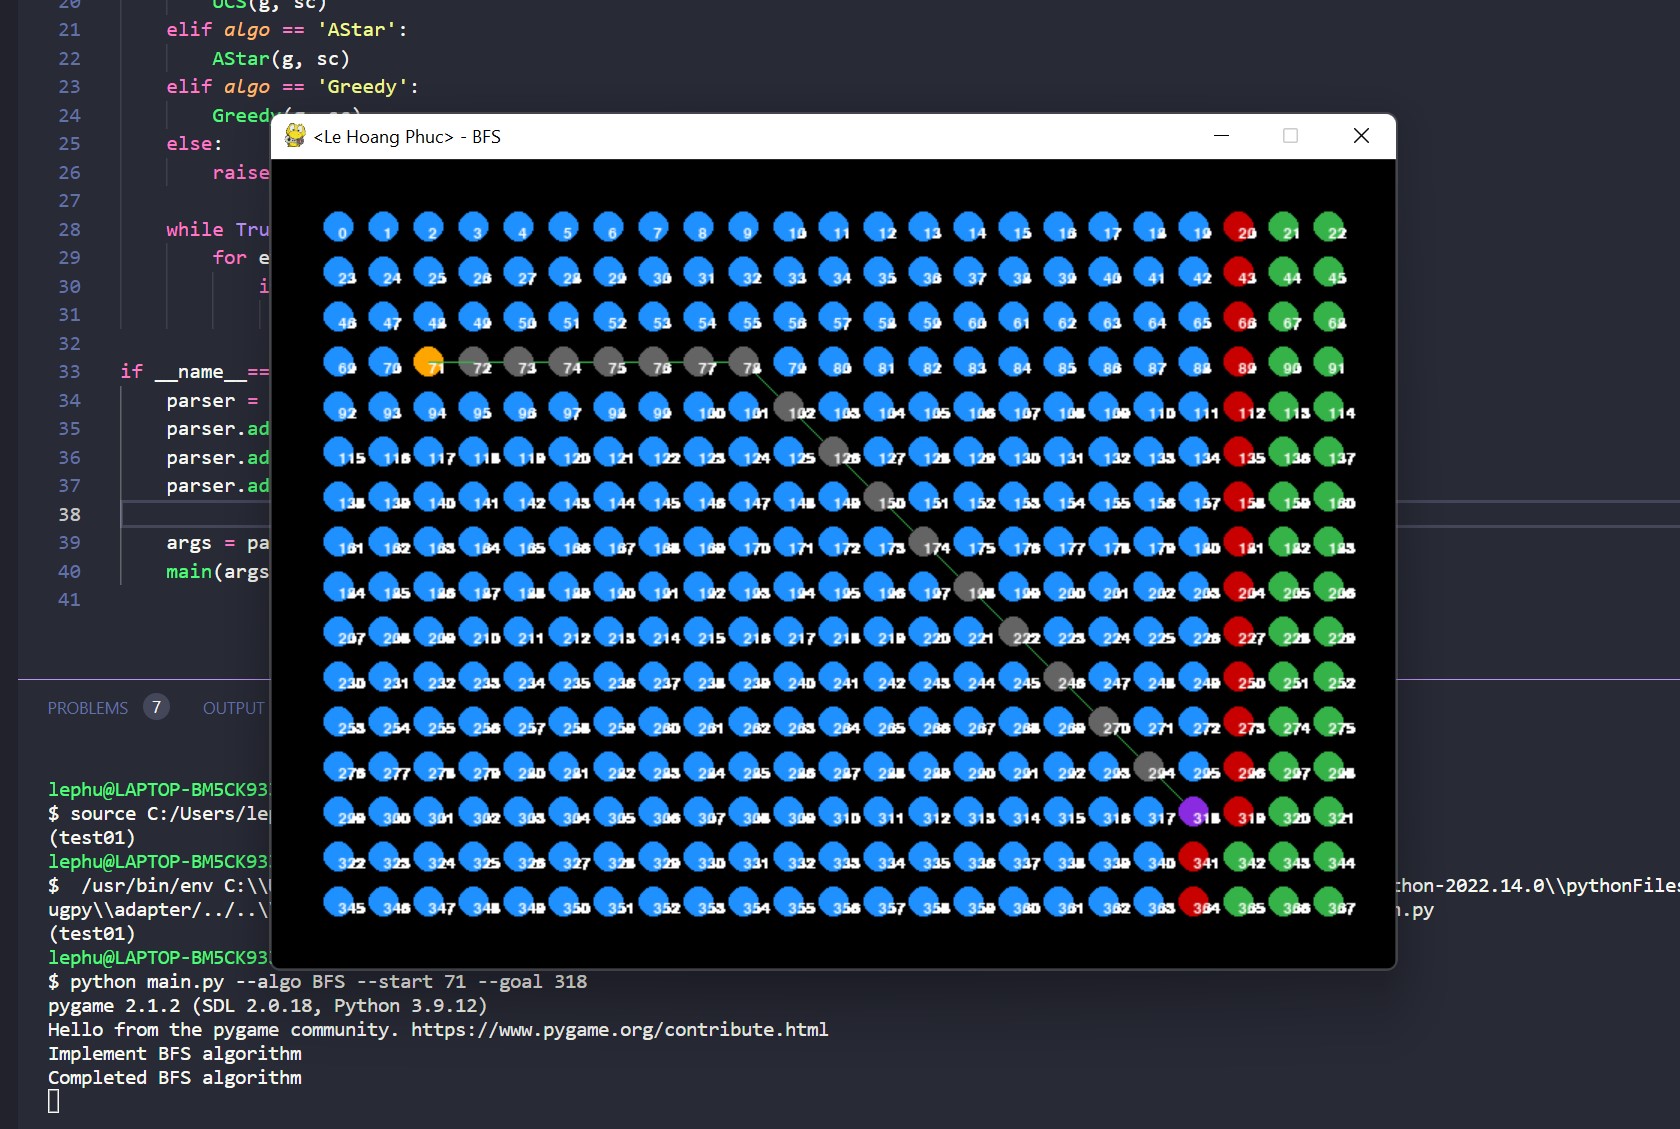 20 UCS(g, sc)
21 elif algo == 'AStar':
22 AStar(g, sc)
23 elif algo == 'Greedy':
24 Greedy(g, sc)
25 else:
26 raise
27
28 while Tru
29 for e
30 i
31
32
33 if __name__==
34 parser =
35 parser.ad
36 parser.ad
37 parser.ad
38
39 args = pa
40 main(args
41
<Le Hoang Phuc> - BFS
0 1 2 3 4 5 6 7 8 9 10 11 12 13 14 15 16 17 18 19 20 21 22
23 24 25 26 27 28 29 30 31 32 33 34 35 36 37 38 39 40 41 42 43 44 45
46 47 48 49 50 51 52 53 54 55 56 57 58 59 60 61 62 63 64 65 66 67 68
69 70 71 72 73 74 75 76 77 78 79 80 81 82 83 84 85 86 87 88 89 90 91
92 93 94 95 96 97 98 99 100 101 102 103 104 105 106 107 108 109 110 111 112 113 114
115 116 117 118 119 120 121 122 123 124 125 126 127 128 129 130 131 132 133 134 135 136 137
138 139 140 141 142 143 144 145 146 147 148 149 150 151 152 153 154 155 156 157 158 159 160
161 162 163 164 165 166 167 168 169 170 171 172 173 174 175 176 177 178 179 180 181 182 183
184 185 186 187 188 189 190 191 192 193 194 195 196 197 198 199 200 201 202 203 204 205 206
207 208 209 210 211 212 213 214 215 216 217 218 219 220 221 222 223 224 225 226 227 228 229
230 231 232 233 234 235 236 237 238 239 240 241 242 243 244 245 246 247 248 249 250 251 252
253 254 255 256 257 258 259 260 261 262 263 264 265 266 267 268 269 270 271 272 273 274 275
276 277 278 279 280 281 282 283 284 285 286 287 288 289 290 291 292 293 294 295 296 297 298
299 300 301 302 303 304 305 306 307 308 309 310 311 312 313 314 315 316 317 318 319 320 321
322 323 324 325 326 327 328 329 330 331 332 333 334 335 336 337 338 339 340 341 342 343 344
345 346 347 348 349 350 351 352 353 354 355 356 357 358 359 360 361 362 363 364 365 366 367
PROBLEMS 7 OUTPUT
lephu@LAPTOP-BM5CK93
$ source C:/Users/le
(test01)
lephu@LAPTOP-BM5CK93
$ /usr/bin/env C:\\ thon-2022.14.0\\pythonFiles
ugpy\\adapter/../..\ .py
(test01)
lephu@LAPTOP-BM5CK93
$ python main.py --algo BFS --start 71 --goal 318
pygame 2.1.2 (SDL 2.0.18, Python 3.9.12)
Hello from the pygame community. https://www.pygame.org/contribute.html
Implement BFS algorithm
Completed BFS algorithm